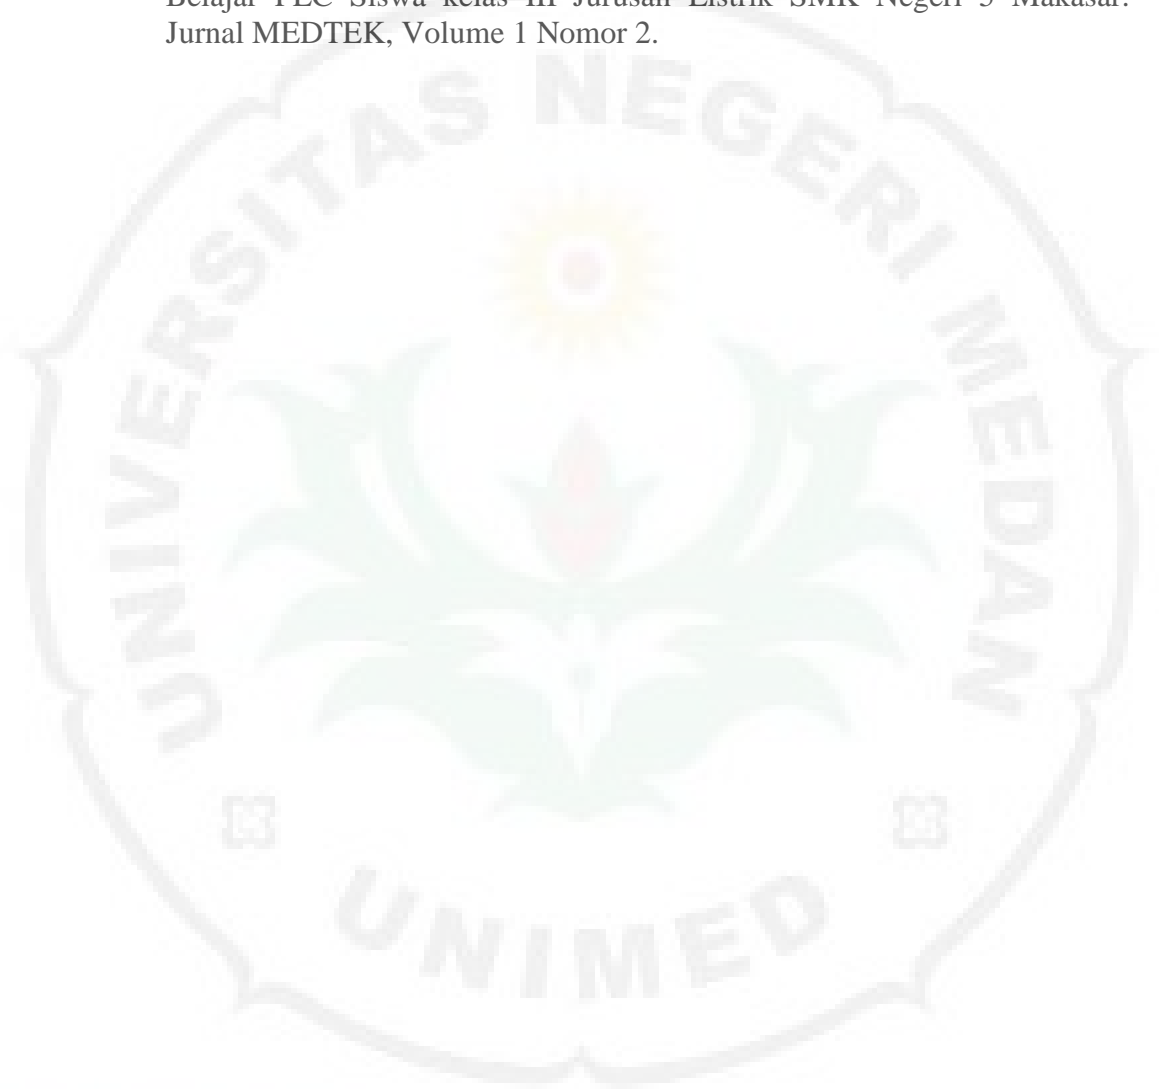 Belajar PLC Siswa kelas III Jurusan Listrik SMK Negeri 5 Makasar.
Jurnal MEDTEK, Volume 1 Nomor 2.
UNIVERSITAS NEGERI MEDAN
UNIMED